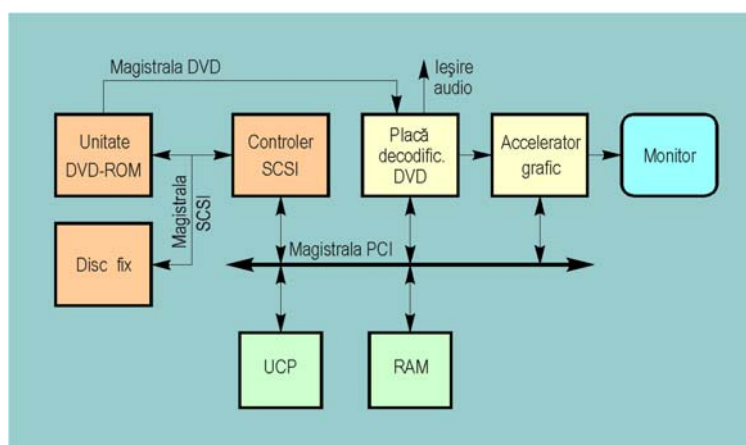 Magistrala DVD
Ieşire
audio
Unitate
DVD-ROM
Controler
SCSI
Placă
decodific.
DVD
Accelerator
grafic
Monitor
Magistrala
SCSI
Disc fix
Magistrala PCI
UCP
RAM